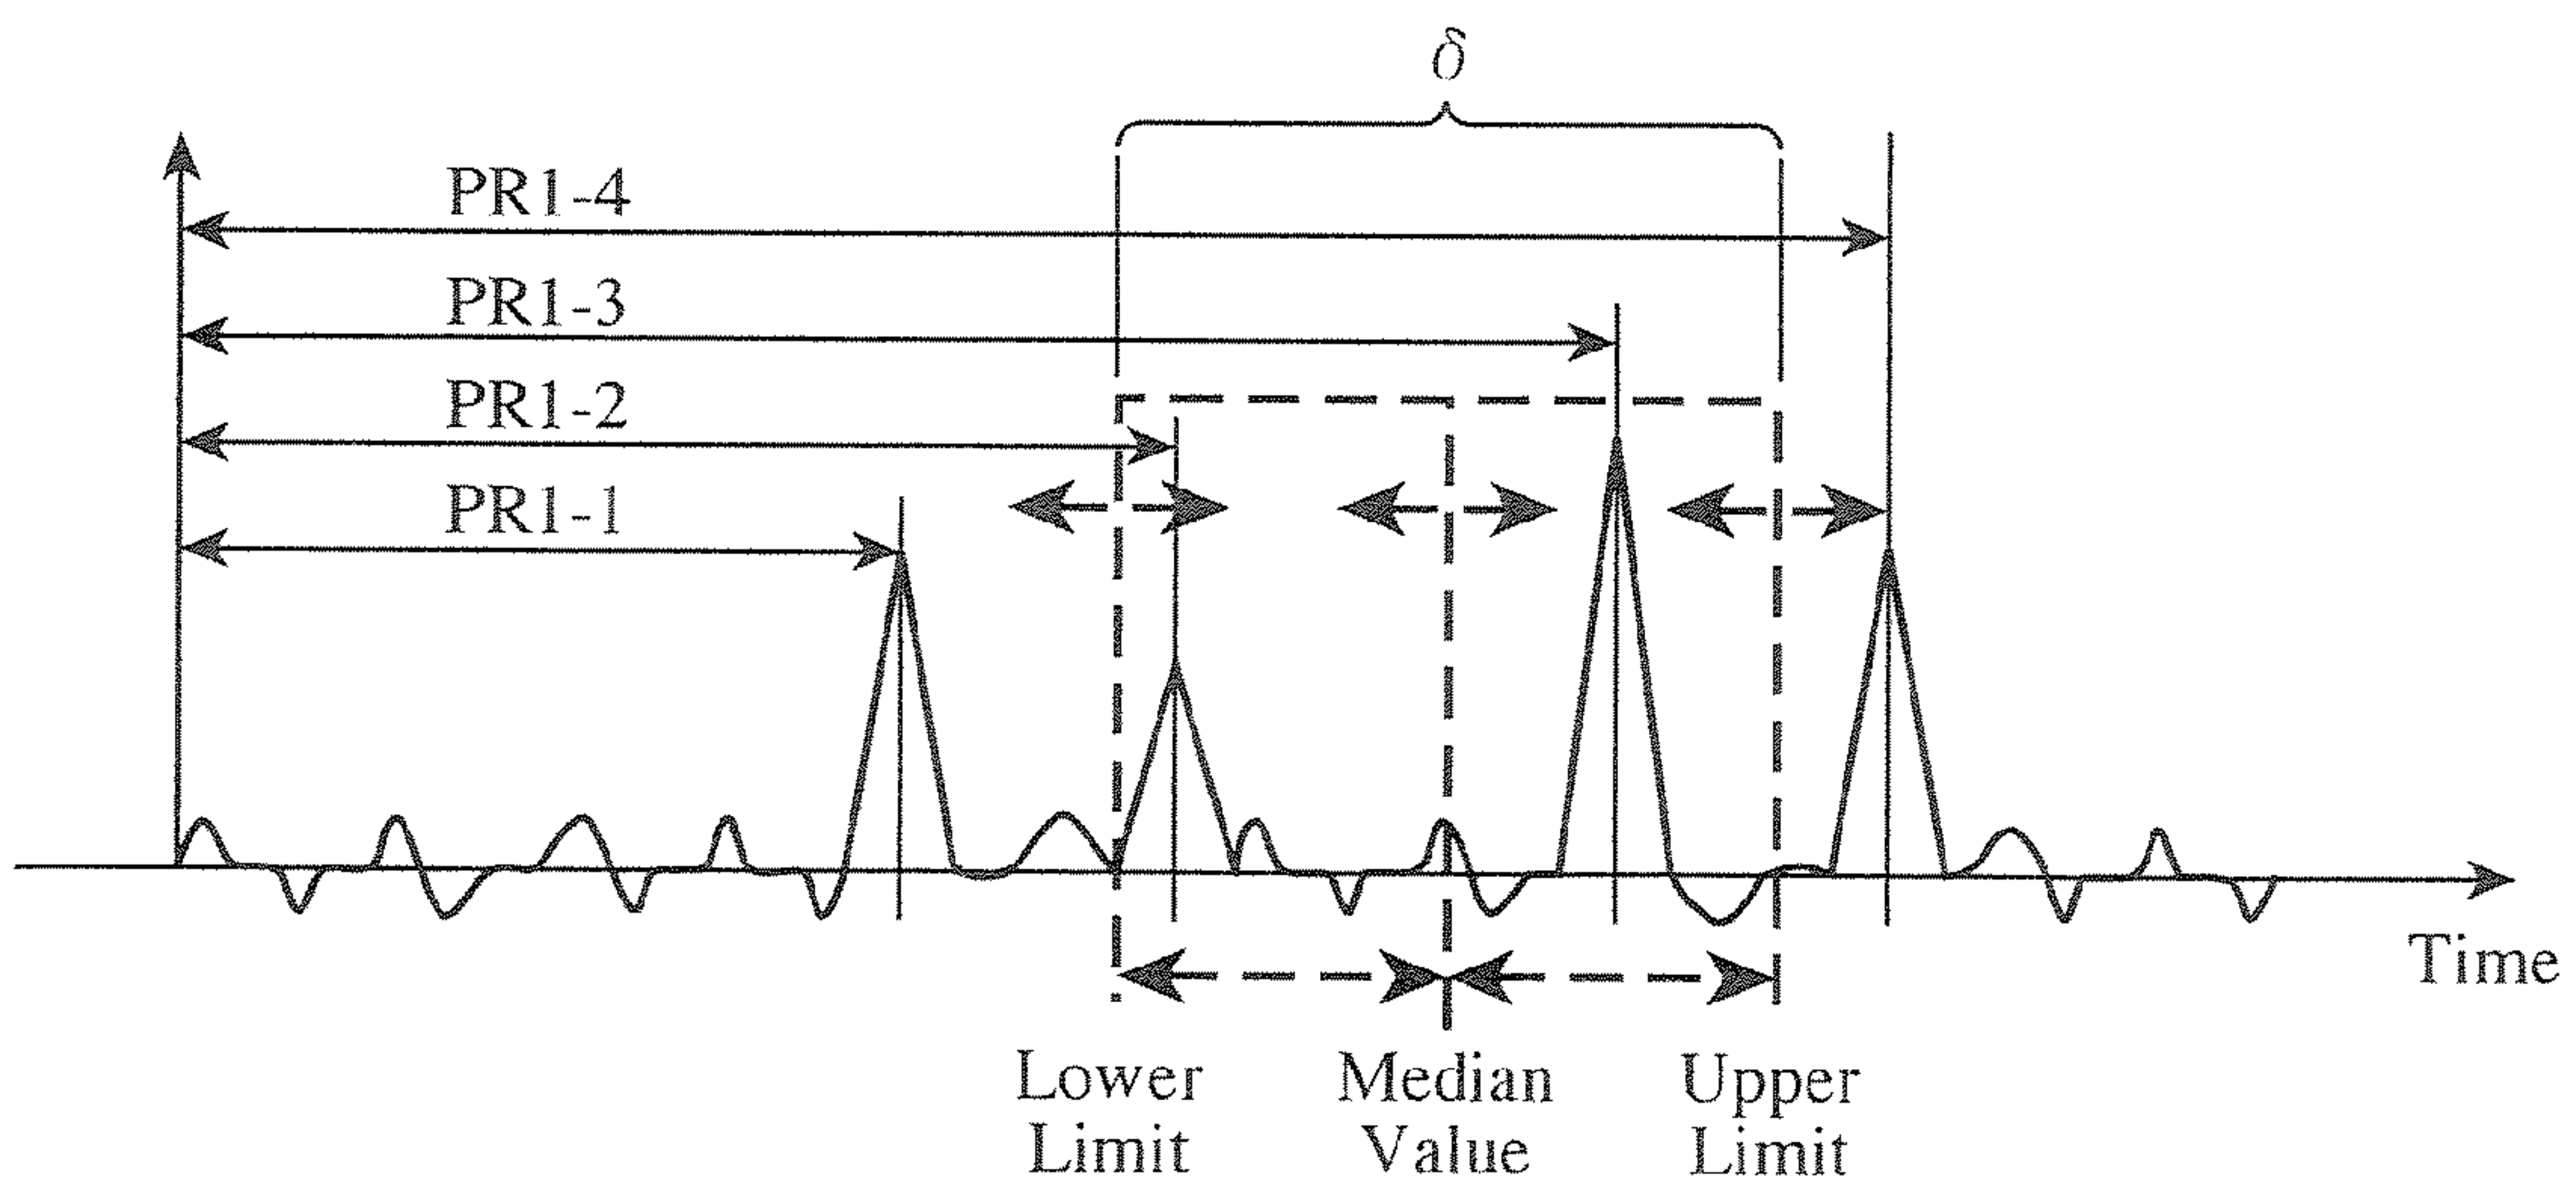 δ
PR1-4
PR1-3
PR1-2
PR1-1
Time
Lower
Limit
Median
Value
Upper
Limit